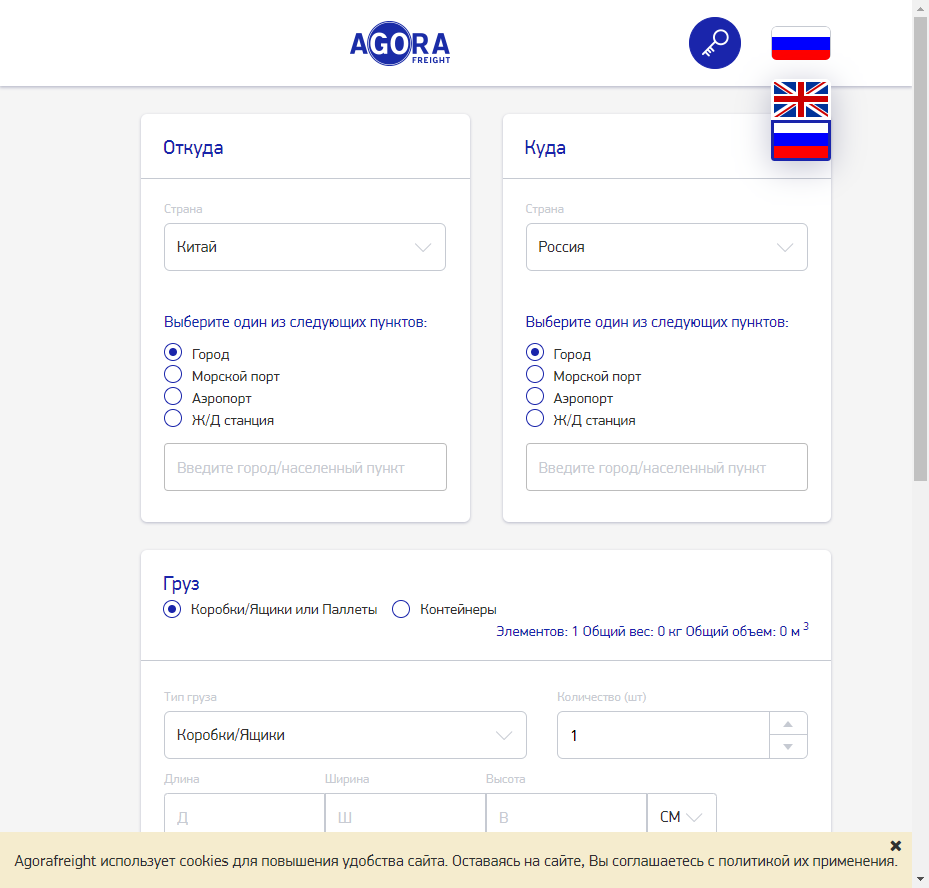 AGORA
FREIGHT
Откуда
Страна
Китай
Выберите один из следующих пунктов:
Город
Морской порт
Аэропорт
Ж/Д станция
Введите город/населенный пункт
Куда
Страна
Россия
Выберите один из следующих пунктов:
Город
Морской порт
Аэропорт
Ж/Д станция
Введите город/населенный пункт
Груз
Коробки/Ящики или Паллеты Контейнеры
Элементов: 1 Общий вес: 0 кг Общий объем: 0 м 3
Тип груза Количество (шт)
Коробки/Ящики 1
Длина Ширина Высота
Д Ш В СМ
Agorafreight использует cookies для повышения удобства сайта. Оставаясь на сайте, Вы соглашаетесь с политикой их применения.